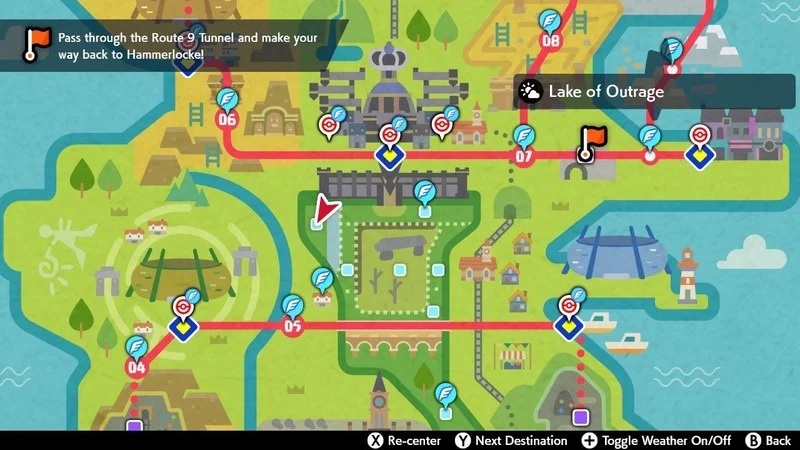 Pass through the Route 9 Tunnel and make your
way back to Hammerlocke!
08
Lake of Outrage
06
07
05
04
X Re-center
Y Next Destination
+ Toggle Weather On/Off
B Back